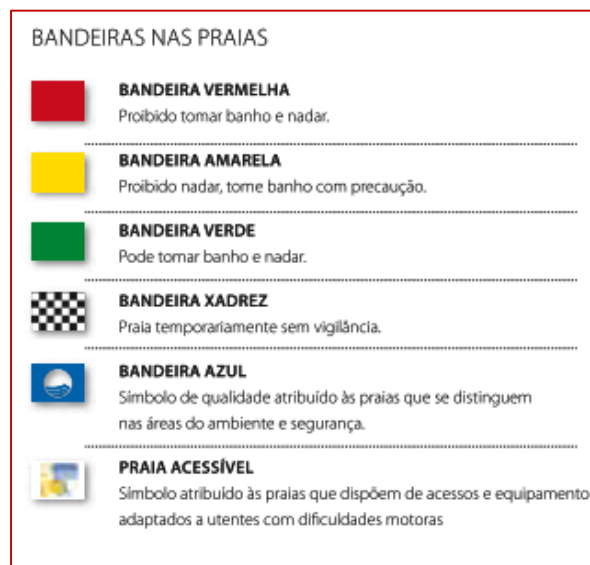 BANDEIRAS NAS PRAIAS
BANDEIRA VERMELHA
Proibido tomar banho e nadar.
BANDEIRA AMARELA
Proibido nadar, tome banho com precaução.
BANDEIRA VERDE
Pode tomar banho e nadar.
BANDEIRA XADREZ
Praia temporariamente sem vigilância.
BANDEIRA AZUL
Símbolo de qualidade atribuído às praias que se distinguem
nas áreas do ambiente e segurança.
PRAIA ACESSÍVEL
Símbolo atribuído às praias que dispõem de acessos e equipamento
adaptados a utentes com dificuldades motoras